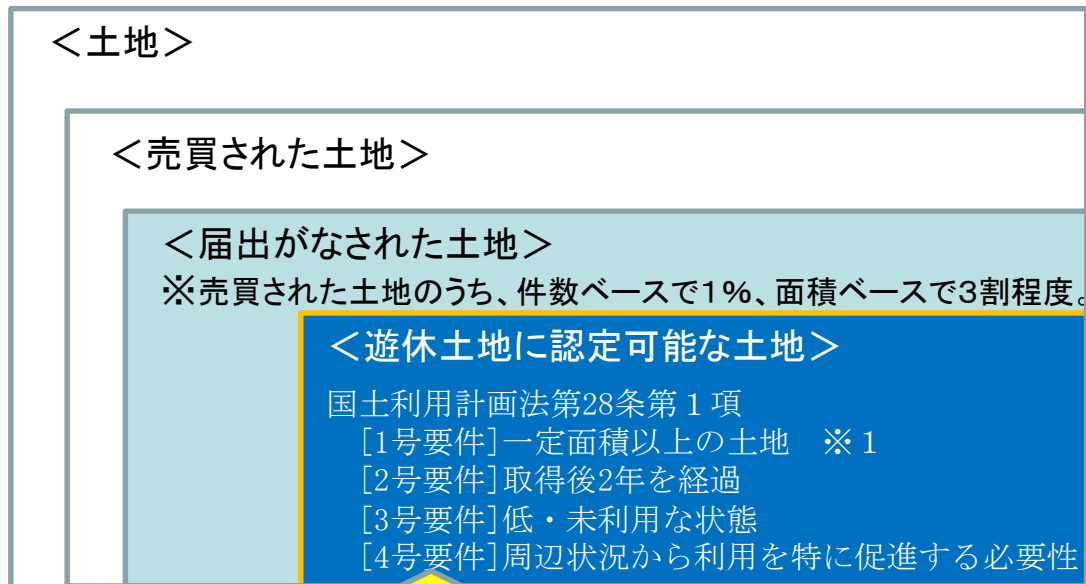 ＜土地＞
＜売買された土地＞
＜届出がなされた土地＞
※売買された土地のうち、件数ベースで１％、面積ベースで３割程度。
＜遊休土地に認定可能な土地＞
国土利用計画法第28条第１項
[1号要件]一定面積以上の土地　※１
[2号要件]取得後2年を経過
[3号要件]低・未利用な状態
[4号要件]周辺状況から利用を特に促進する必要性